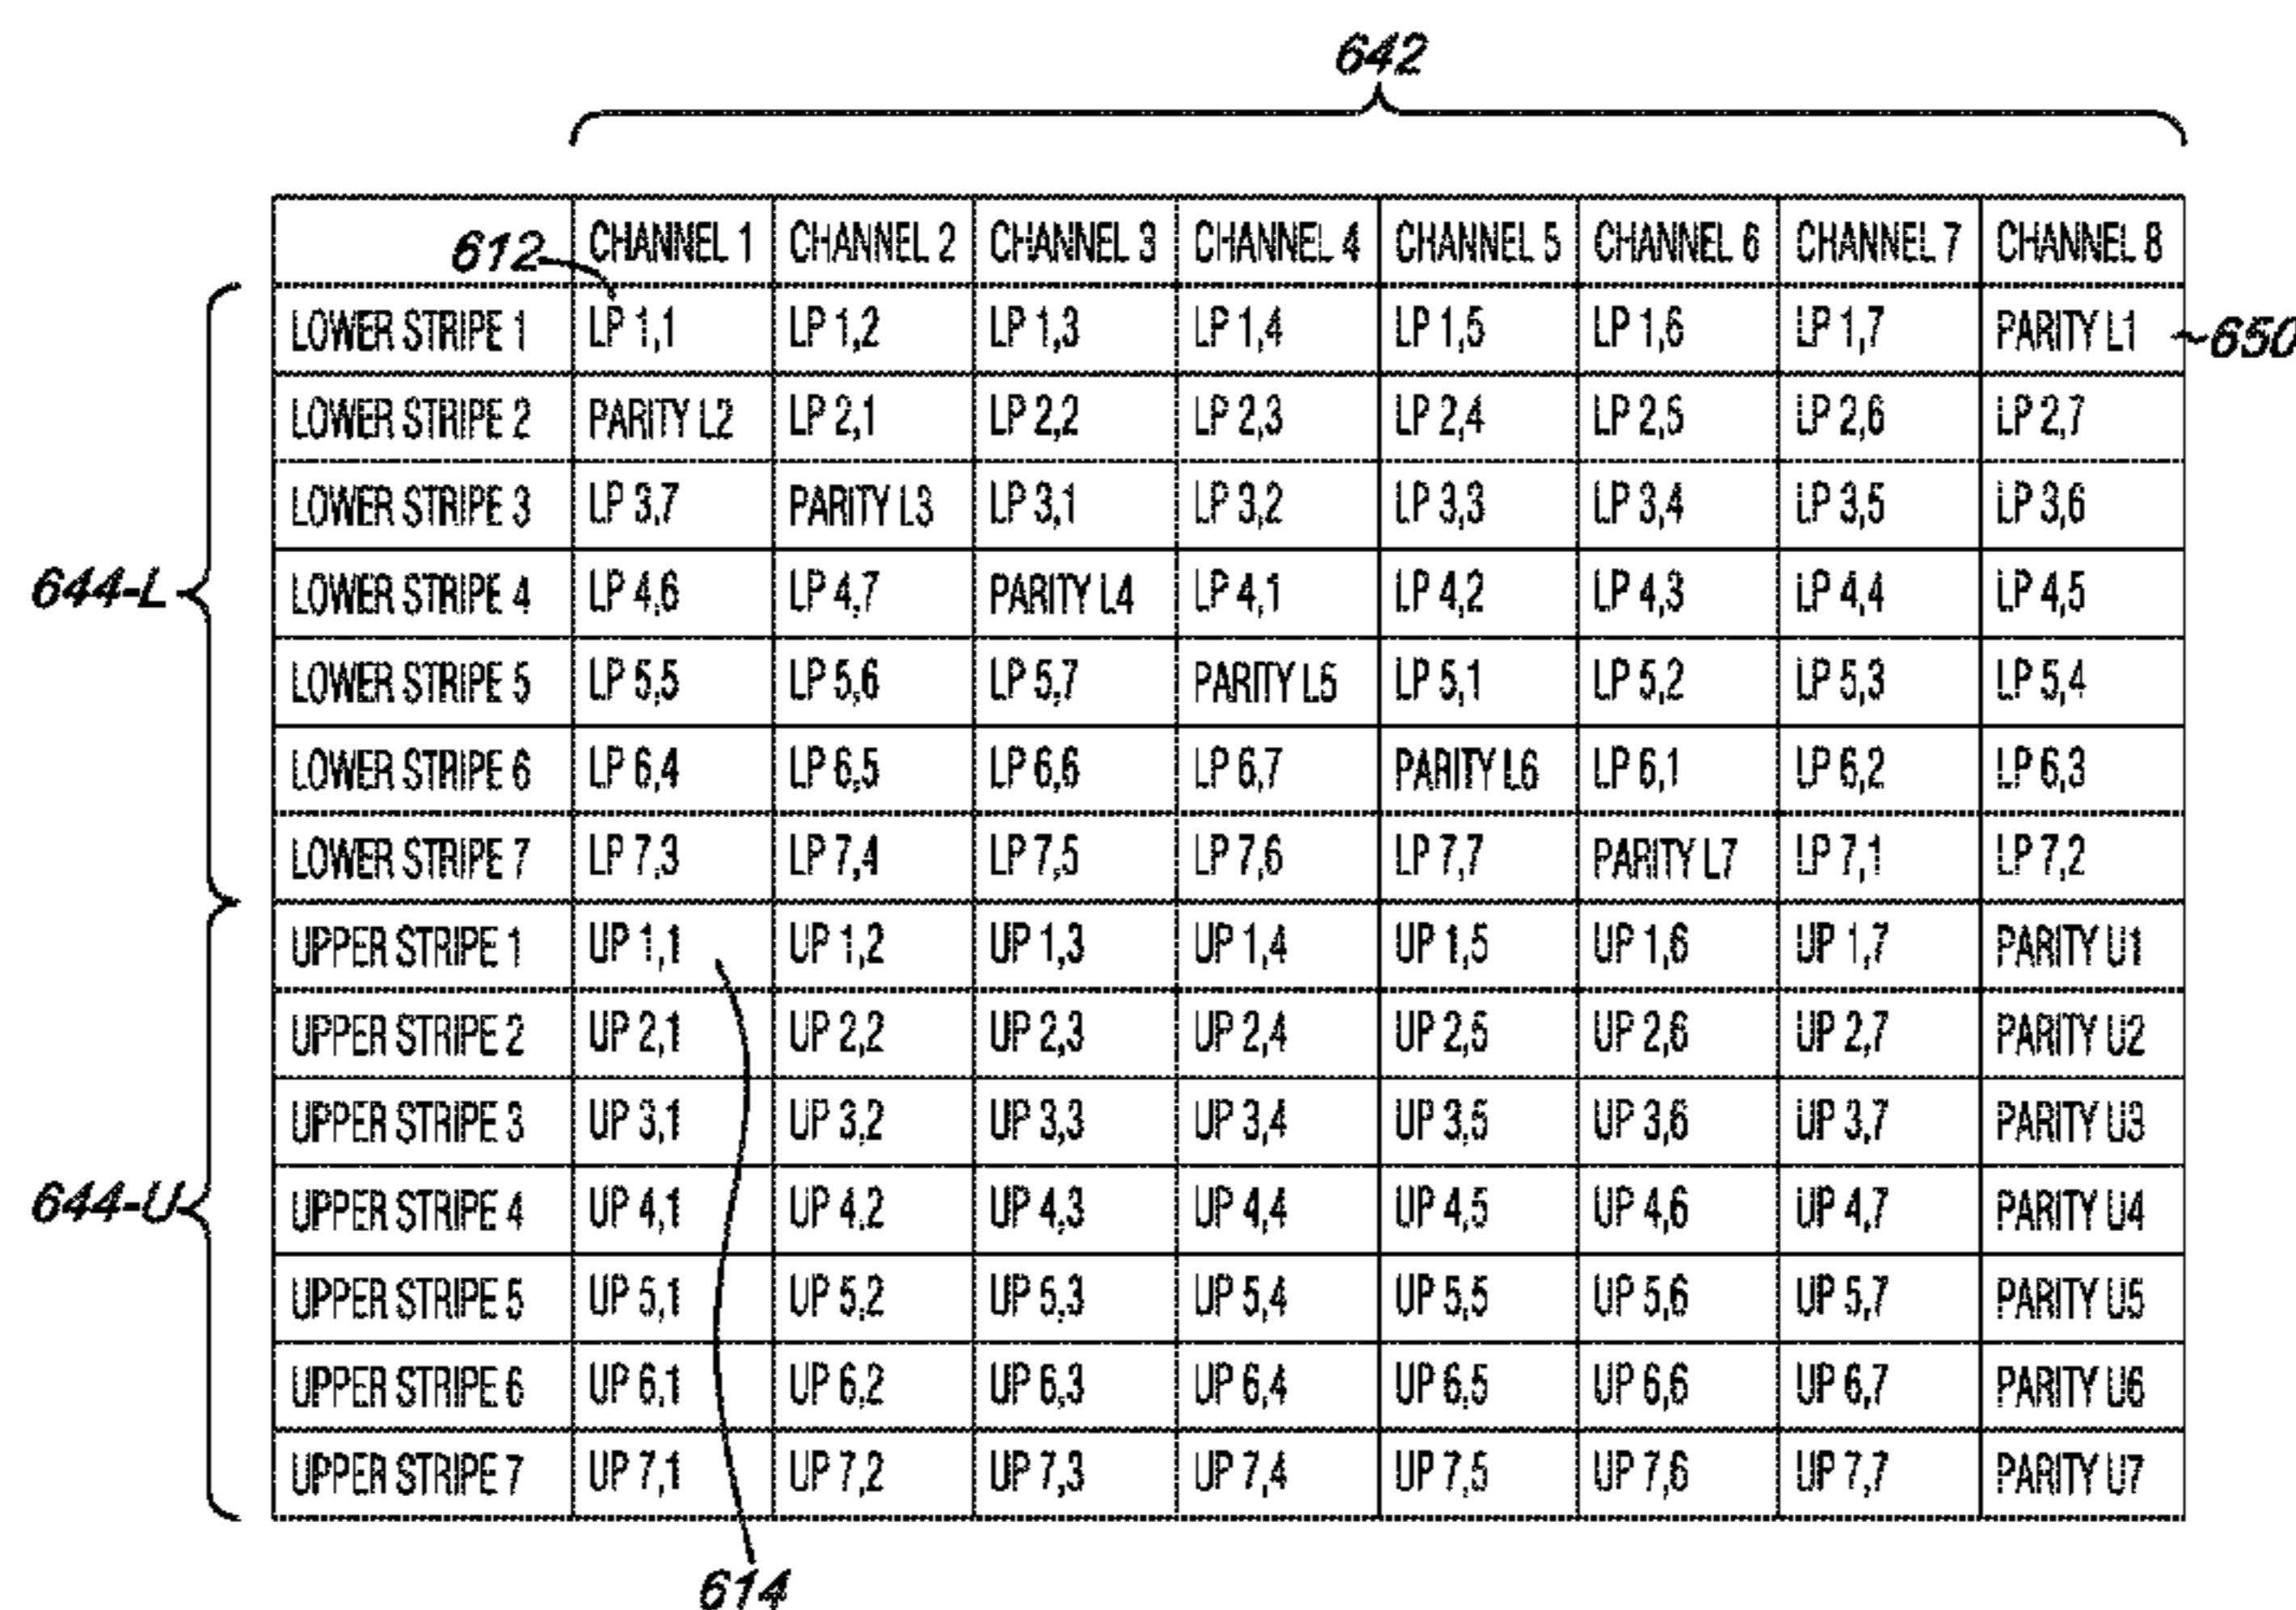 642
CHANNEL 1 CHANNEL 2 CHANNEL 3 CHANNEL 4 CHANNEL 5 CHANNEL 6 CHANNEL 7 CHANNEL 8
612
LOWER STRIPE 1 LP 1,1 LP 1,2 LP 1,3 LP 1,4 LP 1,5 LP 1,6 LP 1,7 PARITY L1
650
LOWER STRIPE 2 PARITY L2 LP 2,1 LP 2,2 LP 2,3 LP 2,4 LP 2,5 LP 2,6 LP 2,7
LOWER STRIPE 3 LP 3,7 PARITY L3 LP 3,1 LP 3,2 LP 3,3 LP 3,4 LP 3,5 LP 3,6
644-L
LOWER STRIPE 4 LP 4,6 LP 4,7 PARITY L4 LP 4,1 LP 4,2 LP 4,3 LP 4,4 LP 4,5
LOWER STRIPE 5 LP 5,5 LP 5,6 LP 5,7 PARITY L5 LP 5,1 LP 5,2 LP 5,3 LP 5,4
LOWER STRIPE 6 LP 6,4 LP 6,5 LP 6,6 LP 6,7 PARITY L6 LP 6,1 LP 6,2 LP 6,3
LOWER STRIPE 7 LP 7,3 LP 7,4 LP 7,5 LP 7,6 LP 7,7 PARITY L7 LP 7,1 LP 7,2
UPPER STRIPE 1 UP 1,1 UP 1,2 UP 1,3 UP 1,4 UP 1,5 UP 1,6 UP 1,7 PARITY U1
UPPER STRIPE 2 UP 2,1 UP 2,2 UP 2,3 UP 2,4 UP 2,5 UP 2,6 UP 2,7 PARITY U2
UPPER STRIPE 3 UP 3,1 UP 3,2 UP 3,3 UP 3,4 UP 3,5 UP 3,6 UP 3,7 PARITY U3
644-U
UPPER STRIPE 4 UP 4,1 UP 4,2 UP 4,3 UP 4,4 UP 4,5 UP 4,6 UP 4,7 PARITY U4
UPPER STRIPE 5 UP 5,1 UP 5,2 UP 5,3 UP 5,4 UP 5,5 UP 5,6 UP 5,7 PARITY U5
UPPER STRIPE 6 UP 6,1 UP 6,2 UP 6,3 UP 6,4 UP 6,5 UP 6,6 UP 6,7 PARITY U6
UPPER STRIPE 7 UP 7,1 UP 7,2 UP 7,3 UP 7,4 UP 7,5 UP 7,6 UP 7,7 PARITY U7
614